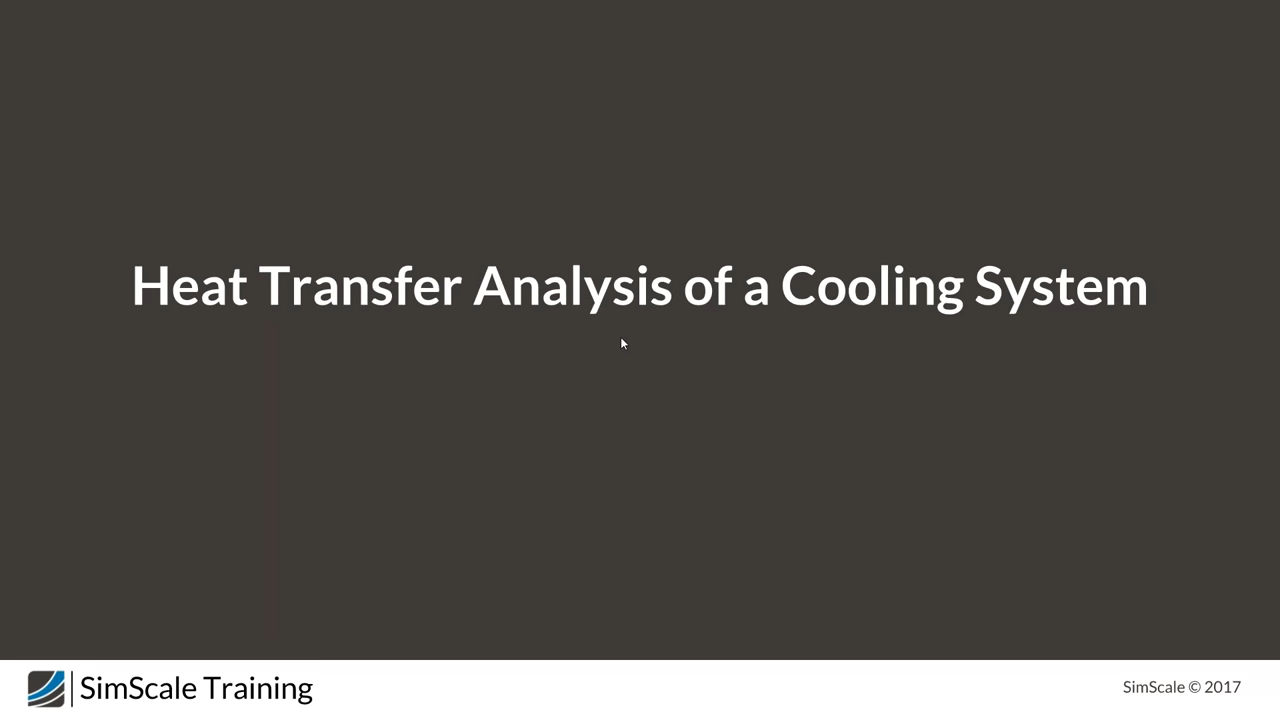 Heat Transfer Analysis of a Cooling System
SimScale Training
SimScale © 2017